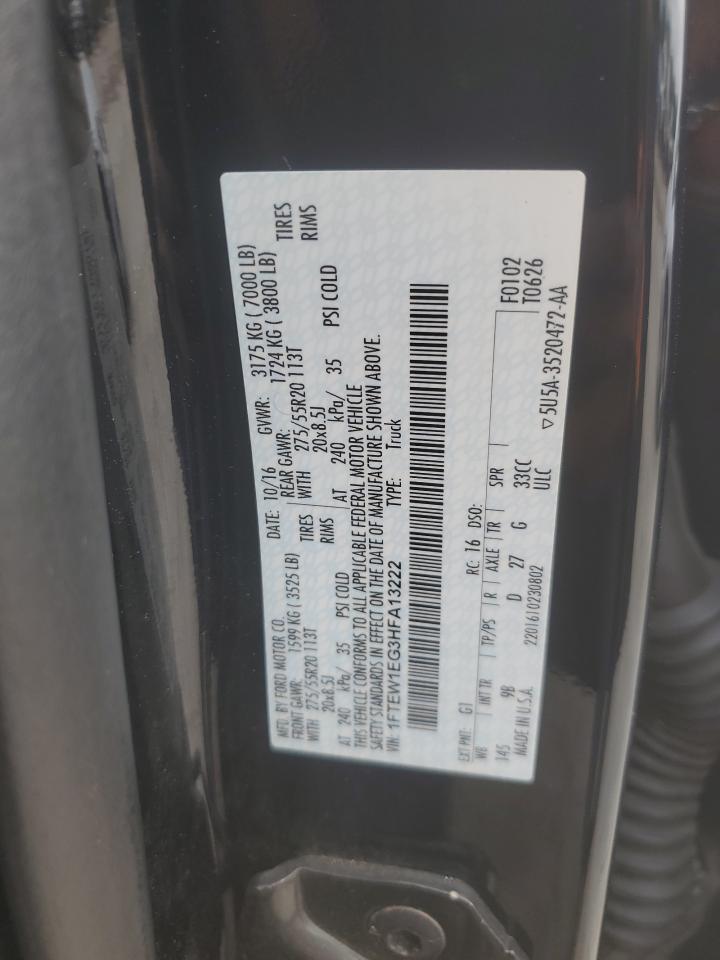 MFD. BY FORD MOTOR CO. DATE: 10/16 GVWR: 3175 KG ( 7000 LB)
FRONT GAWR: 1599 KG ( 3525 LB) REAR GAWR: 1724 KG ( 3800 LB)
WITH 275/55R20 113T TIRES WITH 275/55R20 113T TIRES
20x8.5J RIMS 20x8.5J RIMS
AT 240 kPa/ 35 PSI COLD AT 240 kPa/ 35 PSI COLD
THIS VEHICLE CONFORMS TO ALL APPLICABLE FEDERAL MOTOR VEHICLE
SAFETY STANDARDS IN EFFECT ON THE DATE OF MANUFACTURE SHOWN ABOVE.
VIN: 1FTEW1EG3HFA13222 TYPE: Truck
EXT PNT: G1 RC: 16 DSO: F0102
WB INT TR TP/PS R AXLE TR SPR T0626
145 9B D 27 G 33CC
MADE IN U.S.A. 2201610230802 ULC
▽5U5A-3520472-AA